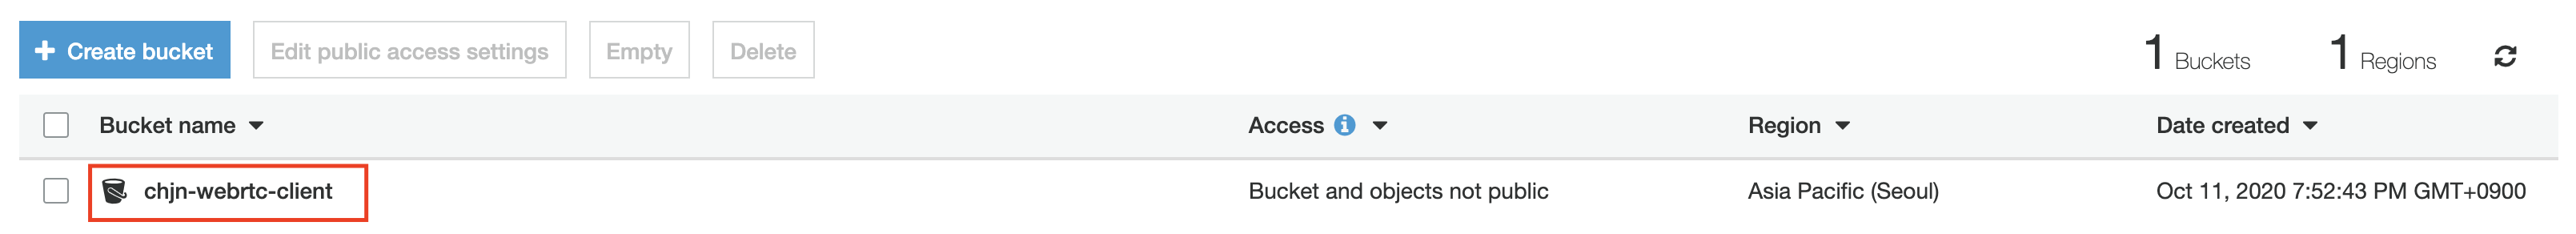 Create bucket Edit public access settings Empty Delete 1 Buckets 1 Regions
Bucket name Access Region Date created
chjn-webrtc-client Bucket and objects not public Asia Pacific (Seoul) Oct 11, 2020 7:52:43 PM GMT+0900